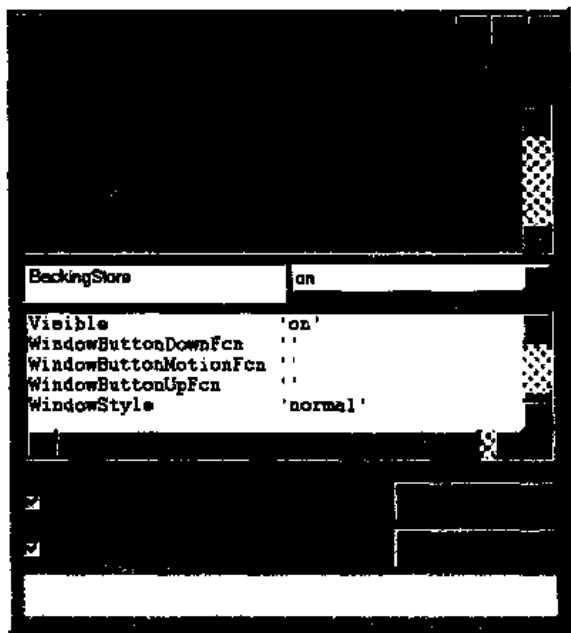 BackingStore on
Visible 'on'
WindowButtonDownFcn ''
WindowButtonMotionFcn ''
WindowButtonUpFcn ''
WindowStyle 'normal'